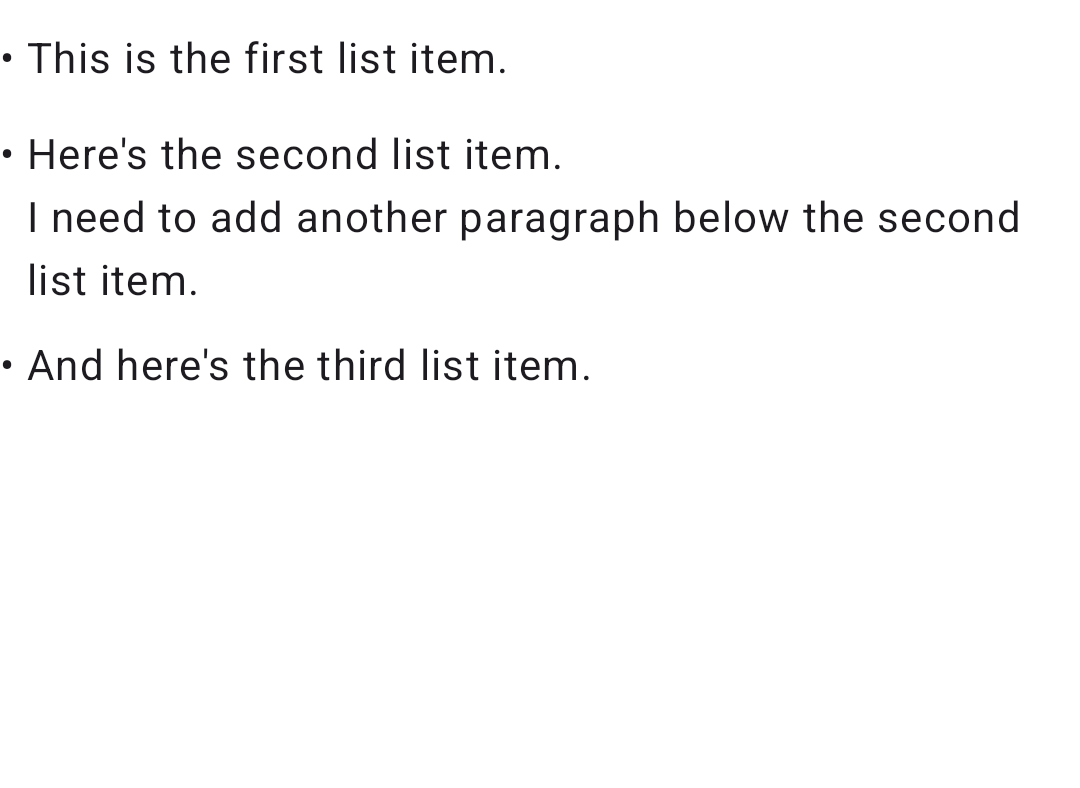 • This is the first list item.
• Here's the second list item.
I need to add another paragraph below the second
list item.
• And here's the third list item.